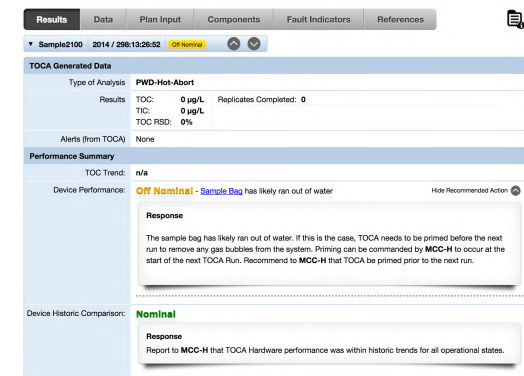 Results Data Plan Input Components Fault Indicators References
▼ Sample2100 2014 / 298:13:26:52 Off Nominal
TOCA Generated Data
Type of Analysis PWD-Hot-Abort
Results TOC: 0 µg/L Replicates Completed: 0
TIC: 0 µg/L
TOC RSD: 0%
Alerts (from TOCA) None
Performance Summary
TOC Trend: n/a
Device Performance: Off Nominal - Sample Bag has likely ran out of water Hide Recommended Action
Response
The sample bag has likely ran out of water. If this is the case, TOCA needs to be primed before the next
run to remove any gas bubbles from the system. Priming can be commanded by MCC-H to occur at the
start of the next TOCA Run. Recommend to MCC-H that TOCA be primed prior to the next run.
Device Historic Comparison: Nominal
Response
Report to MCC-H that TOCA Hardware performance was within historic trends for all operational states.